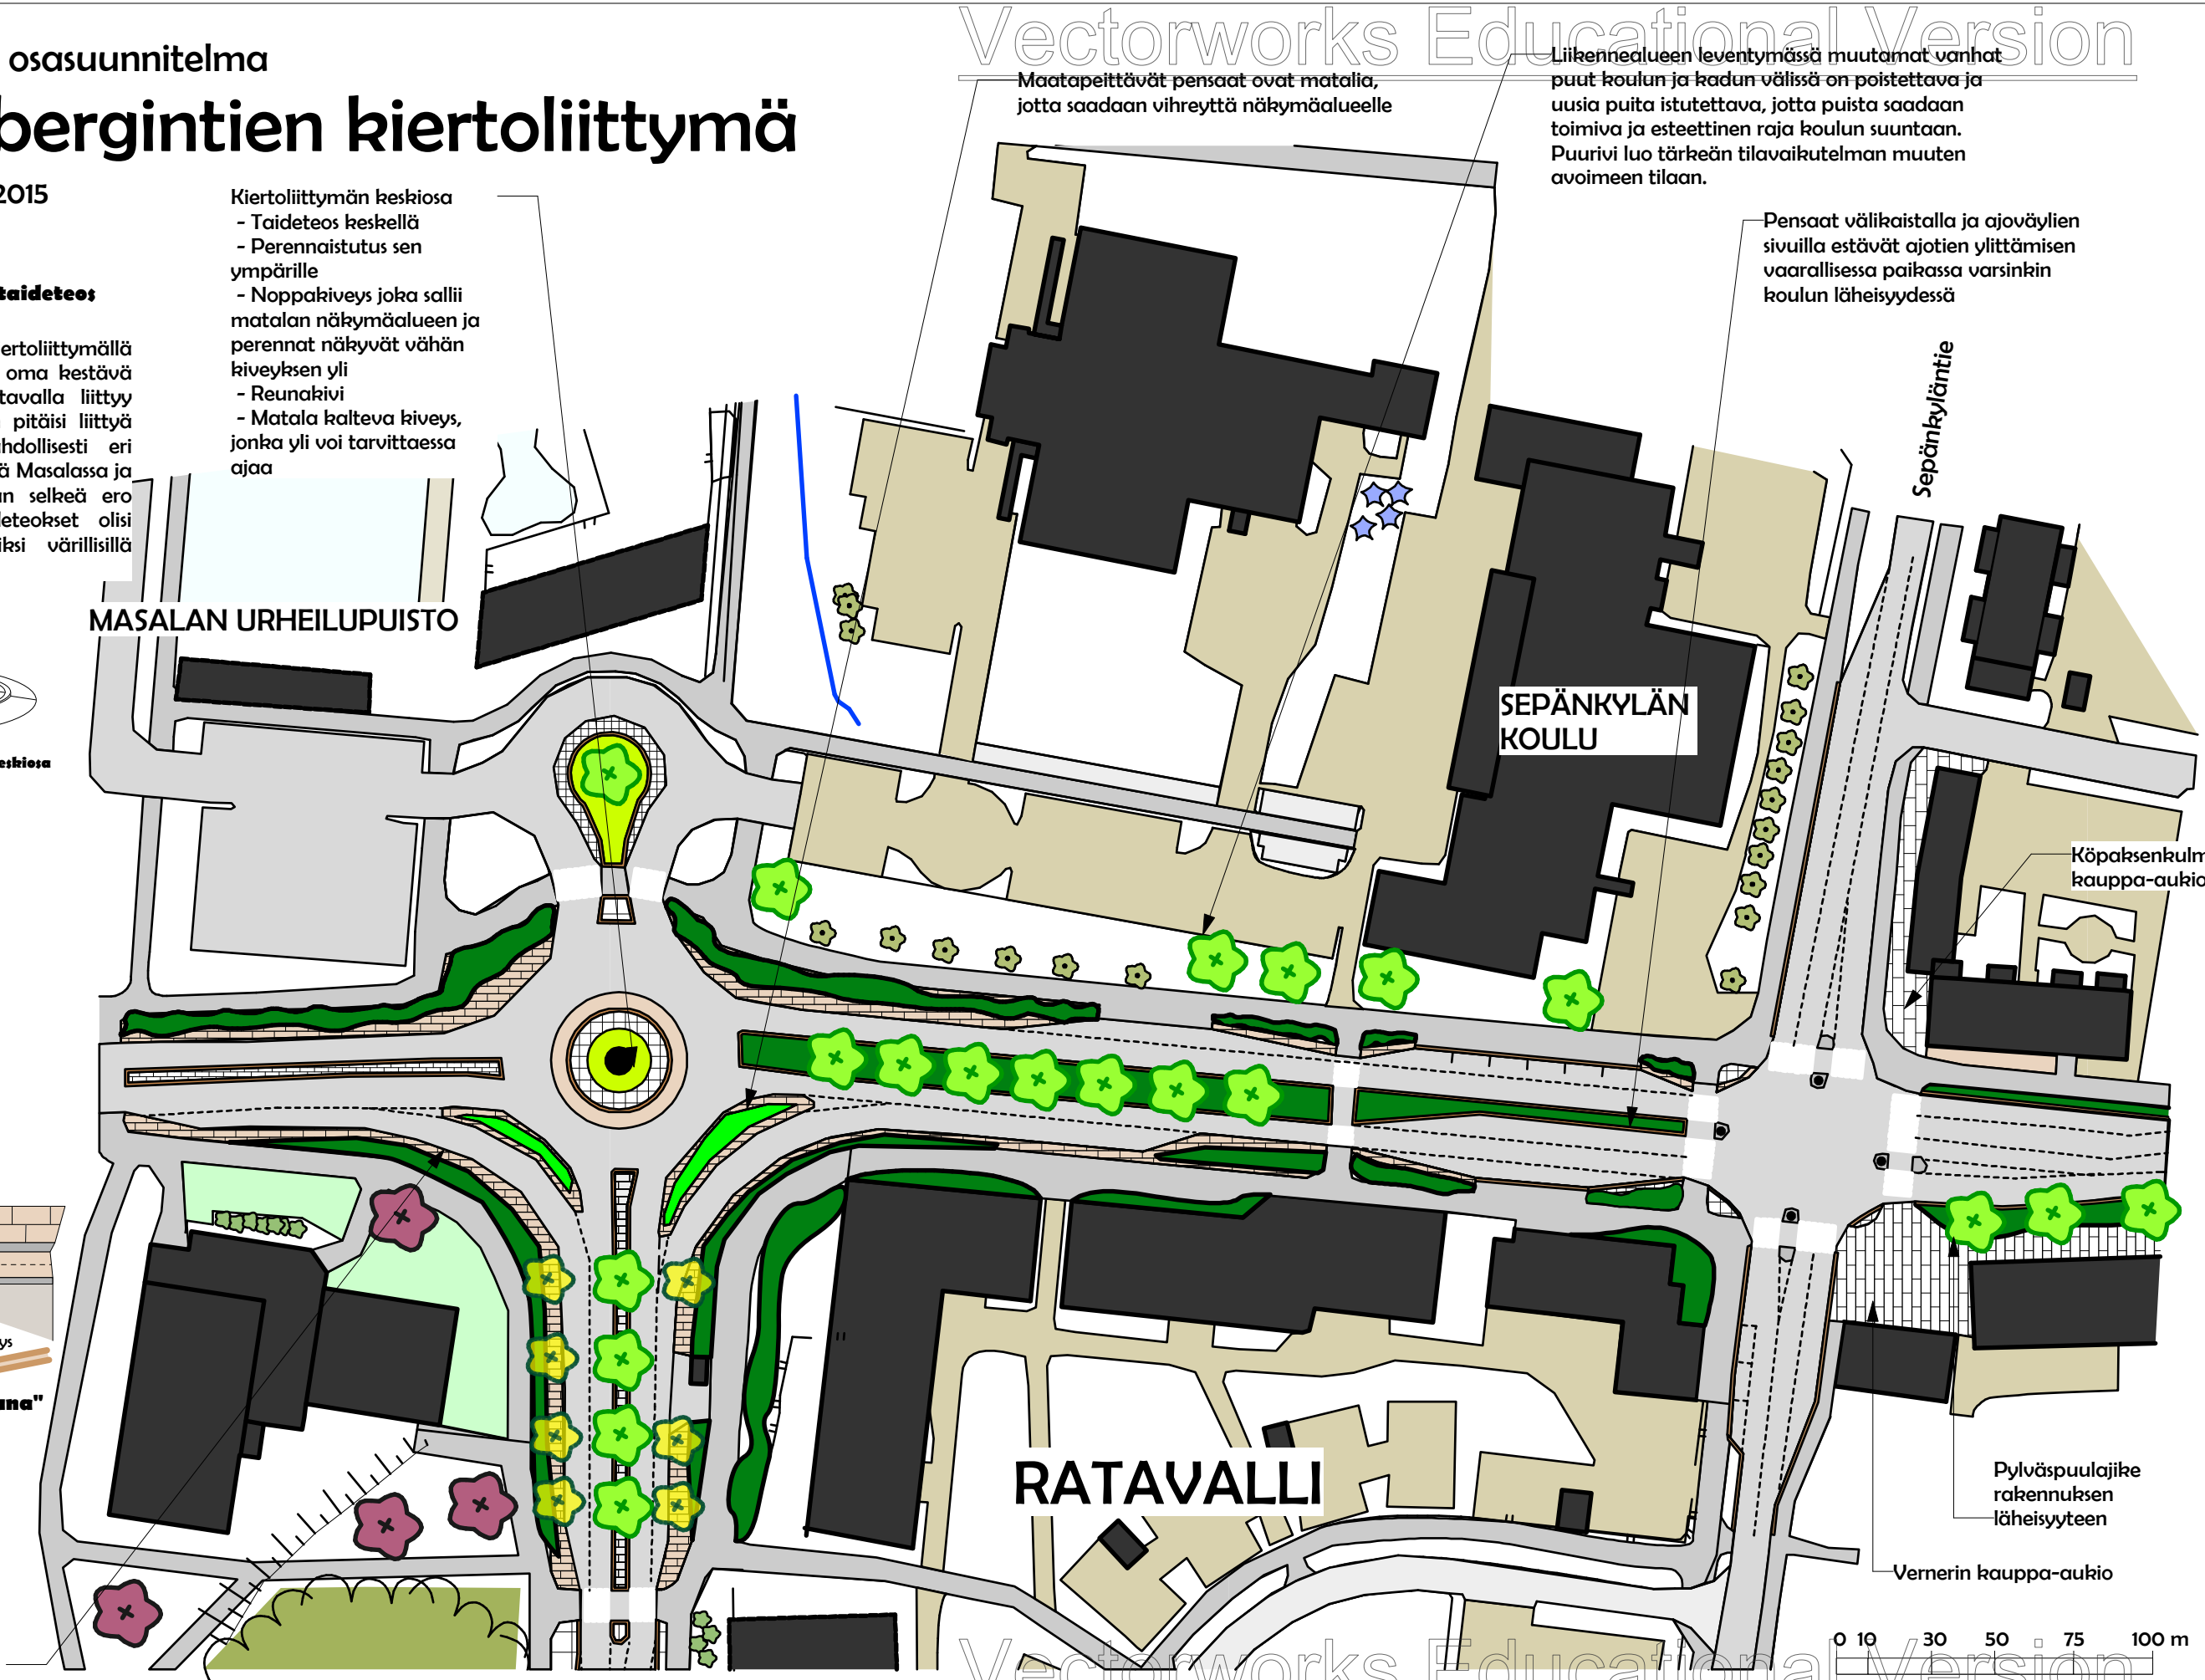 Vectorworks Educational Version
osasuunnitelma
bergintien kiertoliittymä
2015
taideteos
ertoliittymällä
oma kestävä
tavalla liittyy
pitäisi liittyä
ahdollisesti eri
ä Masalassa ja
selkeä ero
deteokset olisi
iksi värillisillä
eskiosa
ys
ana"
Kiertoliittymän keskiosa
- Taideteos keskellä
- Perennaistutus sen
ympärille
- Noppakiveys joka sallii
matalan näkymäalueen ja
perennat näkyvät vähän
kiveyksen yli
- Reunakivi
- Matala kalteva kiveys,
jonka yli voi tarvittaessa
ajaa
Maatapeittävät pensaat ovat matalia,
jotta saadaan vihreyttä näkymäalueelle
Liikennealueen leventymässä muutamat vanhat
puut koulun ja kadun välissä on poistettava ja
uusia puita istutettava, jotta puista saadaan
toimiva ja esteettinen raja koulun suuntaan.
Puurivi luo tärkeän tilavaikutelman muuten
avoimeen tilaan.
Pensaat välikaistalla ja ajoväylien
sivuilla estävät ajotien ylittämisen
vaarallisessa paikassa varsinkin
koulun läheisyydessä
Sepänkyläntie
MASALAN URHEILUPUISTO
SEPÄNKYLÄN
KOULU
Köpaksenkulm
kauppa-aukio
RATAVALLI
Pylväspuulajike
rakennuksen
läheisyyteen
Vernerin kauppa-aukio
0 10 30 50 75 100 m
Vectorworks Educational Version